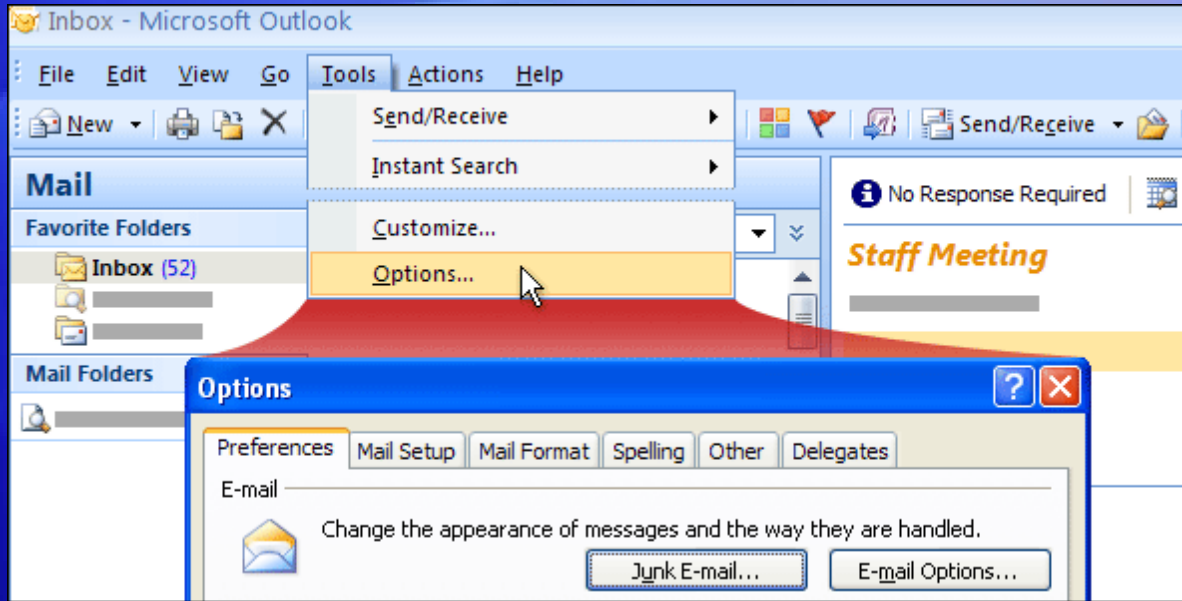 Inbox - Microsoft Outlook
File Edit View Go Tools Actions Help
New Send/Receive
Send/Receive
Instant Search
Customize...
Options...
Mail
Favorite Folders
Inbox (52)
Mail Folders
No Response Required
Staff Meeting
Options
Preferences Mail Setup Mail Format Spelling Other Delegates
E-mail
Change the appearance of messages and the way they are handled.
Junk E-mail... E-mail Options...